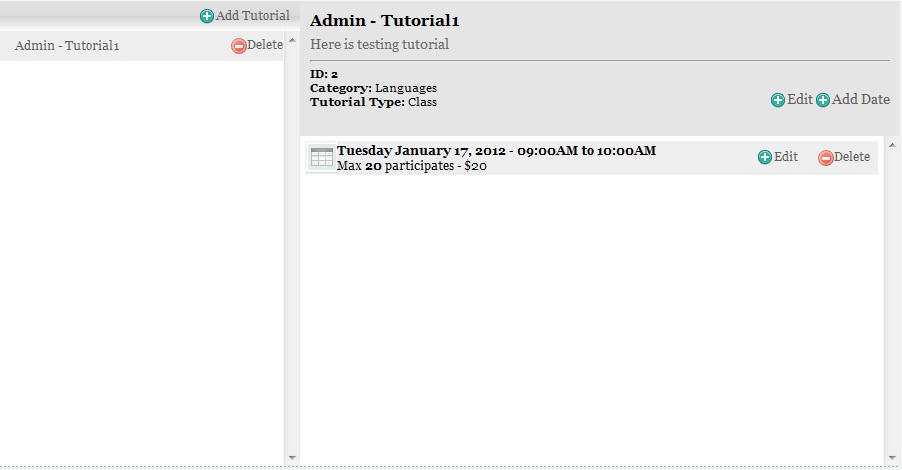 Add Tutorial
Admin - Tutorial1
Delete
Admin - Tutorial1
Here is testing tutorial
ID: 2
Category: Languages
Tutorial Type: Class
Edit Add Date
Tuesday January 17, 2012 - 09:00AM to 10:00AM
Max 20 participates - $20
Edit
Delete